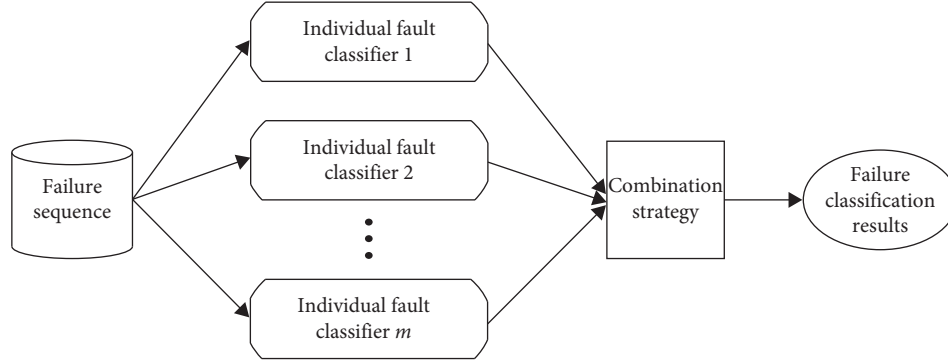 Failure
sequence
Individual fault
classifier 1
Individual fault
classifier 2
Individual fault
classifier m
Combination
strategy
Failure
classification
results